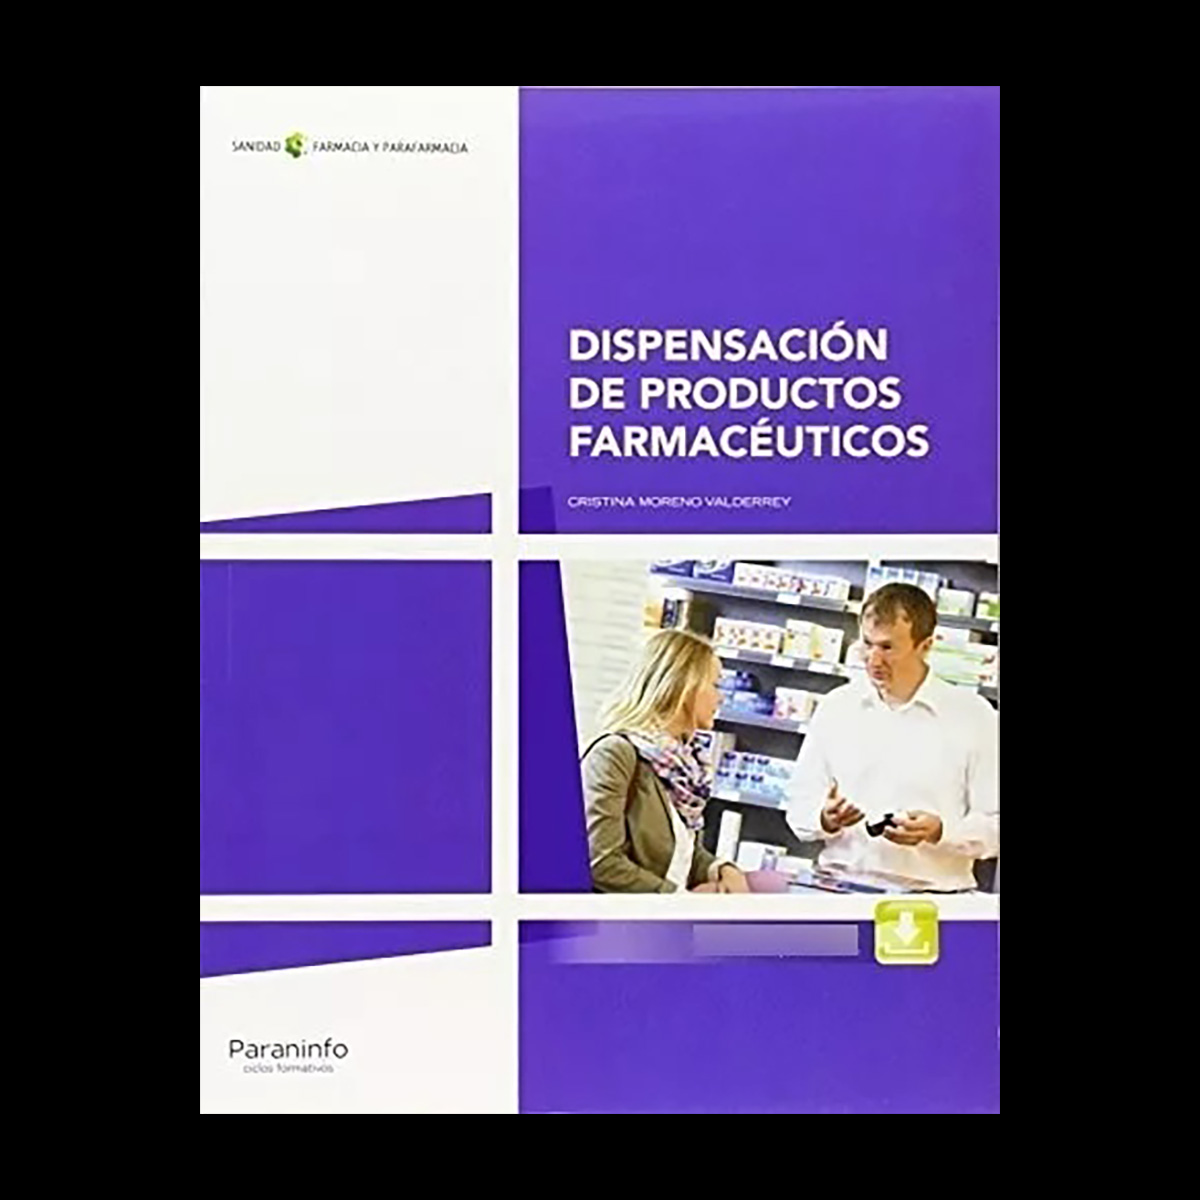 SANIDAD FARMACIA Y PARAFARMACIA
DISPENSACIÓN
DE PRODUCTOS
FARMACÉUTICOS
CRISTINA MORENO VALDERREY
Paraninfo
ciclos formativos